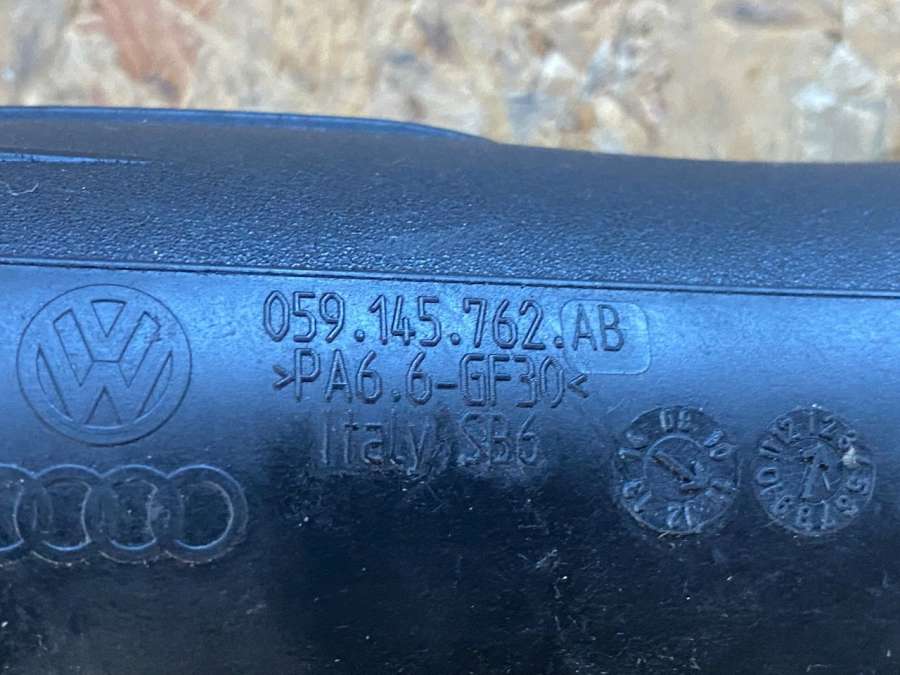 059.145.762.AB
>PA6.6-GF30<
Italy SB6